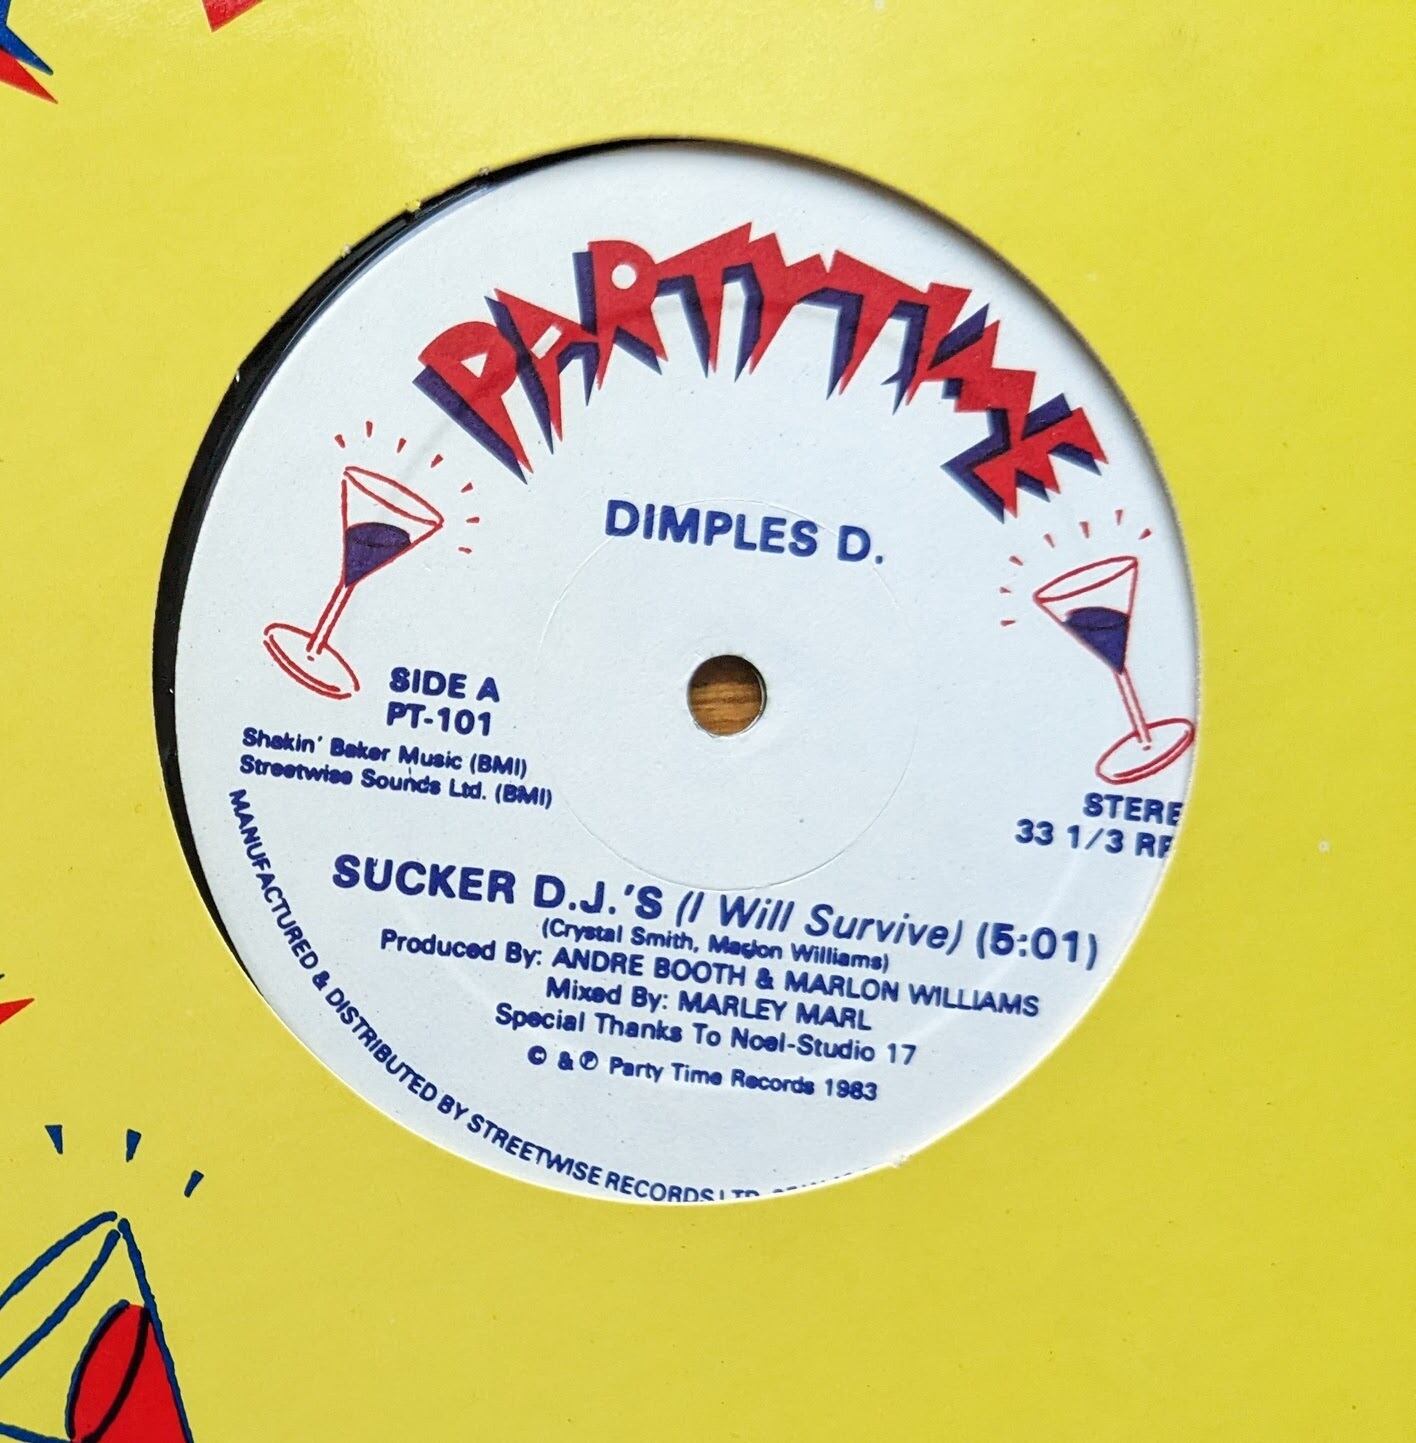 PARTYTIME
DIMPLES D.
SIDE A
PT-101
Shakin' Baker Music (BMI)
Streetwise Sounds Ltd. (BMI)
STERE
33 1/3 RP
SUCKER D.J.'S (I Will Survive) (5:01)
(Crystal Smith, Marlon Williams)
Produced By: ANDRE BOOTH & MARLON WILLIAMS
Mixed By: MARLEY MARL
Special Thanks To Noel-Studio 17
© & ℗ Party Time Records 1983
MANUFACTURED & DISTRIBUTED BY STREETWISE RECORDS LTD.